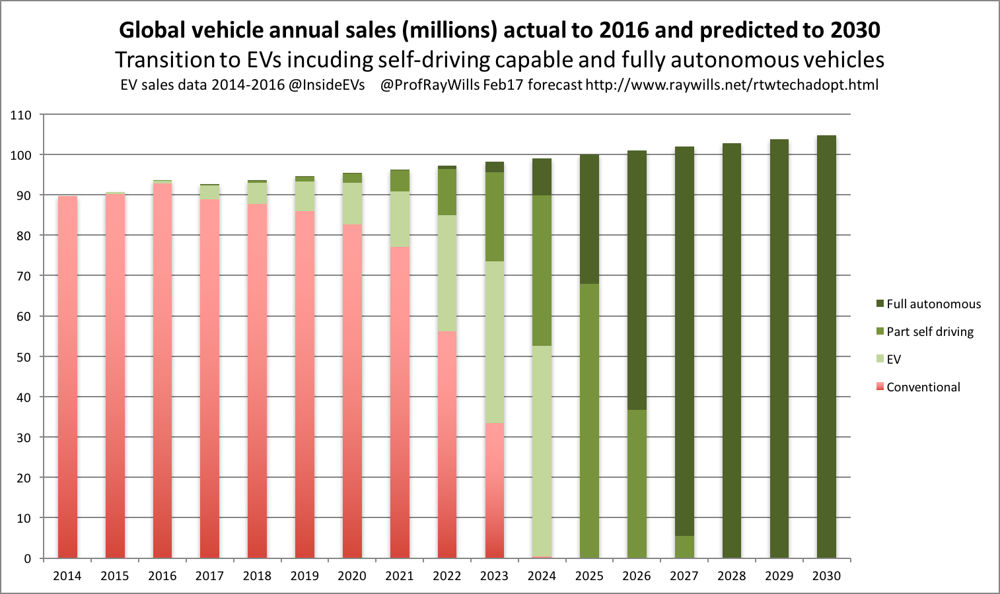 Global vehicle annual sales (millions) actual to 2016 and predicted to 2030
Transition to EVs incuding self-driving capable and fully autonomous vehicles
EV sales data 2014-2016 @InsideEVs @ProfRayWills Feb17 forecast http://www.raywills.net/rtwtechadopt.html
110
100
90
80
70
60
50
40
30
20
10
0
2014 2015 2016 2017 2018 2019 2020 2021 2022 2023 2024 2025 2026 2027 2028 2029 2030
Full autonomous
Part self driving
EV
Conventional